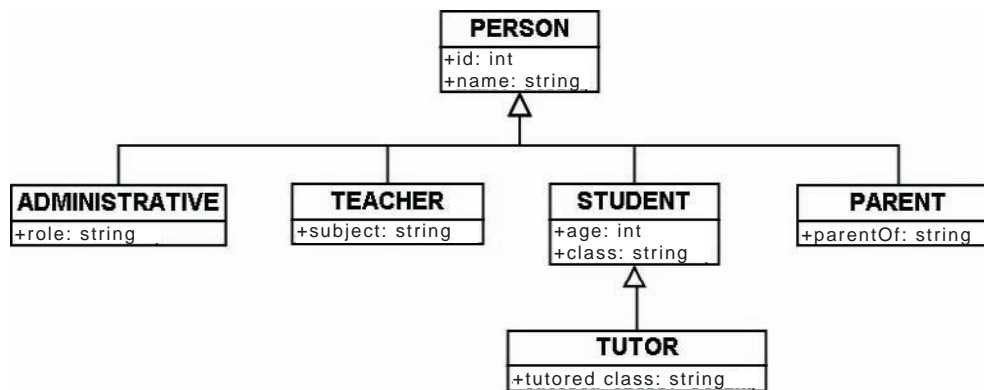 PERSON
+id: int
+name: string
ADMINISTRATIVE
+role: string
TEACHER
+subject: string
STUDENT
+age: int
+class: string
PARENT
+parentOf: string
TUTOR
+tutored class: string